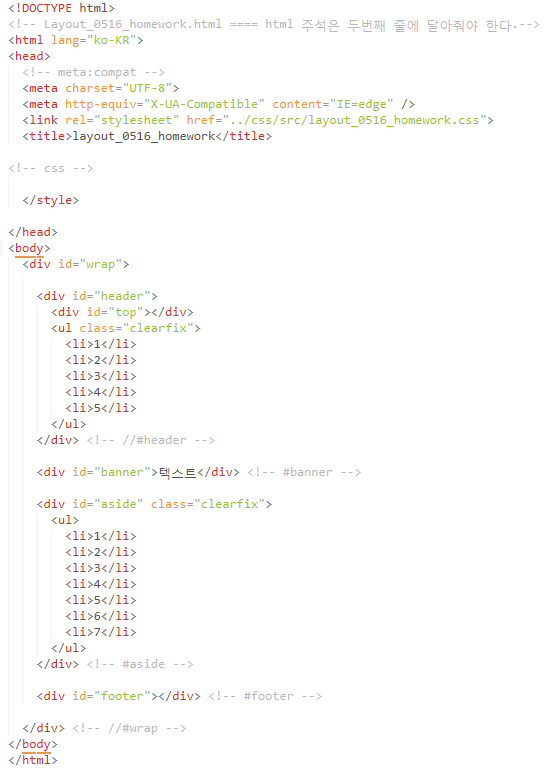 <!DOCTYPE html>
<!-- Layout_0516_homework.html ==== html 주석은 두번째 줄에 달아줘야 한다.-->
<html lang="ko-KR">
<head>
<!-- meta:compat -->
<meta charset="UTF-8">
<meta http-equiv="X-UA-Compatible" content="IE=edge" />
<link rel="stylesheet" href="../css/src/layout_0516_homework.css">
<title>layout_0516_homework</title>
<!-- css -->
</style>
</head>
<body>
<div id="wrap">
<div id="header">
<div id="top"></div>
<ul class="clearfix">
<li>1</li>
<li>2</li>
<li>3</li>
<li>4</li>
<li>5</li>
</ul>
</div> <!-- //#header -->
<div id="banner">텍스트</div> <!-- #banner -->
<div id="aside" class="clearfix">
<ul>
<li>1</li>
<li>2</li>
<li>3</li>
<li>4</li>
<li>5</li>
<li>6</li>
<li>7</li>
</ul>
</div> <!-- #aside -->
<div id="footer"></div> <!-- #footer -->
</div> <!-- //#wrap -->
</body>
</html>